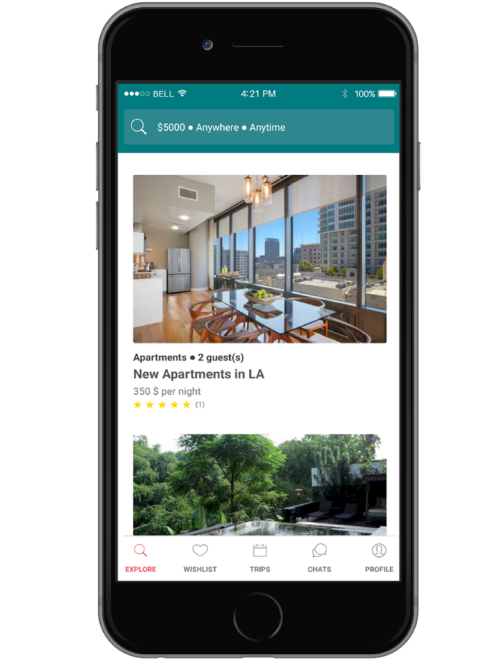 BELL
4:21 PM
100%
$5000 ● Anywhere ● Anytime
Apartments ● 2 guest(s)
New Apartments in LA
350 $ per night
(1)
EXPLORE WISHLIST TRIPS CHATS PROFILE